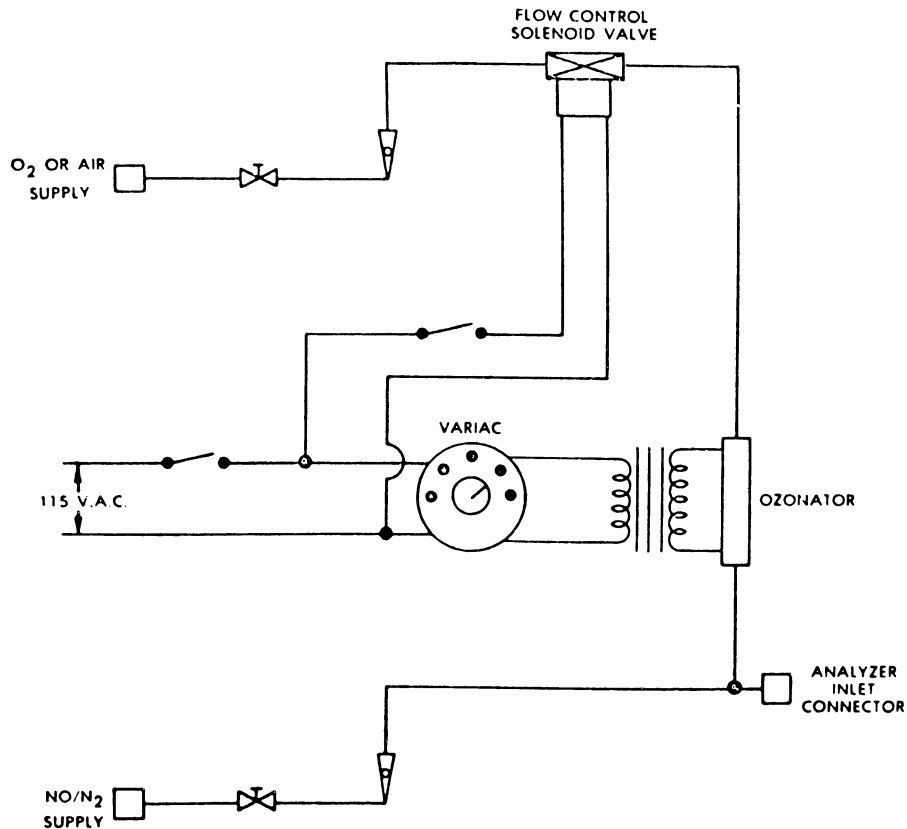 FLOW CONTROL
SOLENOID VALVE
O2 OR AIR
SUPPLY
VARIAC
115 V.A.C.
OZONATOR
ANALYZER
INLET
CONNECTOR
NO/N2
SUPPLY